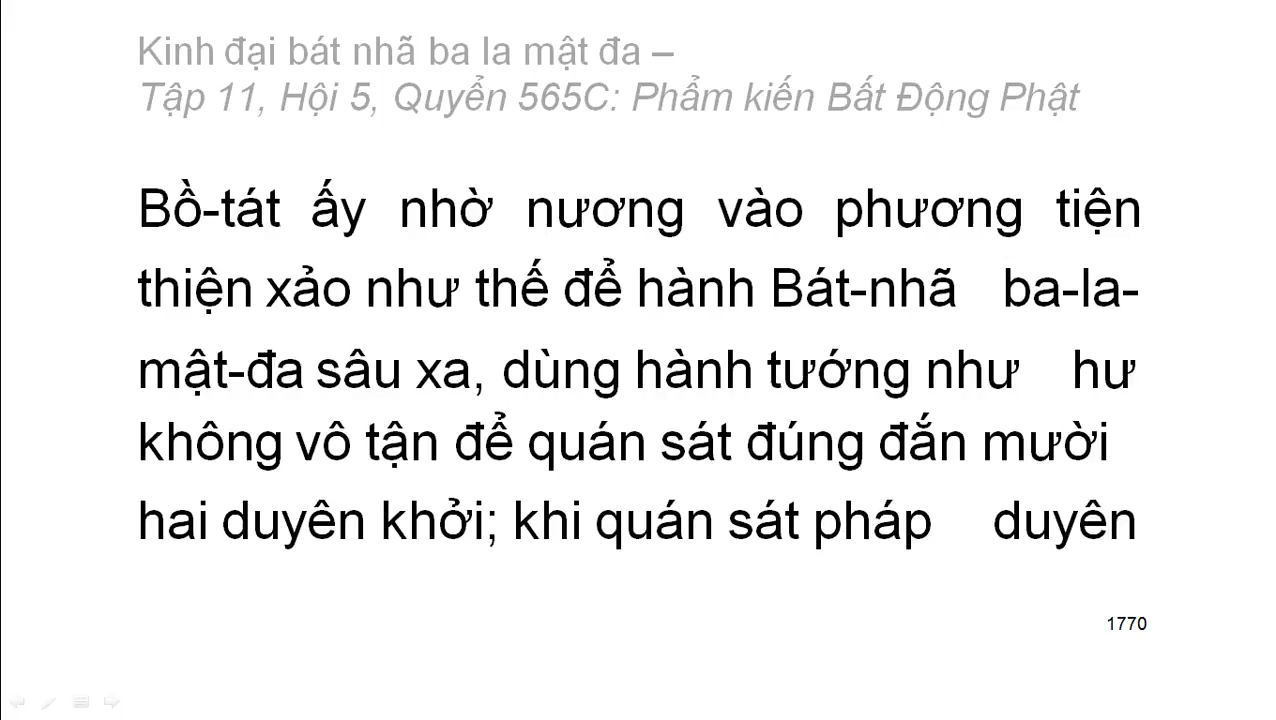 Kinh đại bát nhã ba la mật đa –
Tập 11, Hội 5, Quyển 565C: Phẩm kiến Bất Động Phật
Bồ-tát ấy nhờ nương vào phương tiện
thiện xảo như thế để hành Bát-nhã ba-la-
mật-đa sâu xa, dùng hành tướng như hư
không vô tận để quán sát đúng đắn mười
hai duyên khởi; khi quán sát pháp duyên
1770